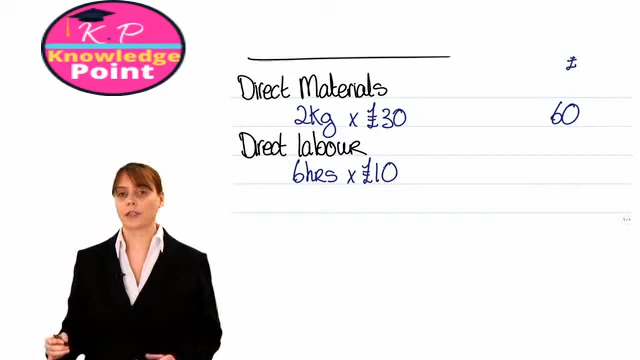 K.P
Knowledge
Point
£
Direct Materials
2kg x £30 60
Direct labour
6hrs x £10